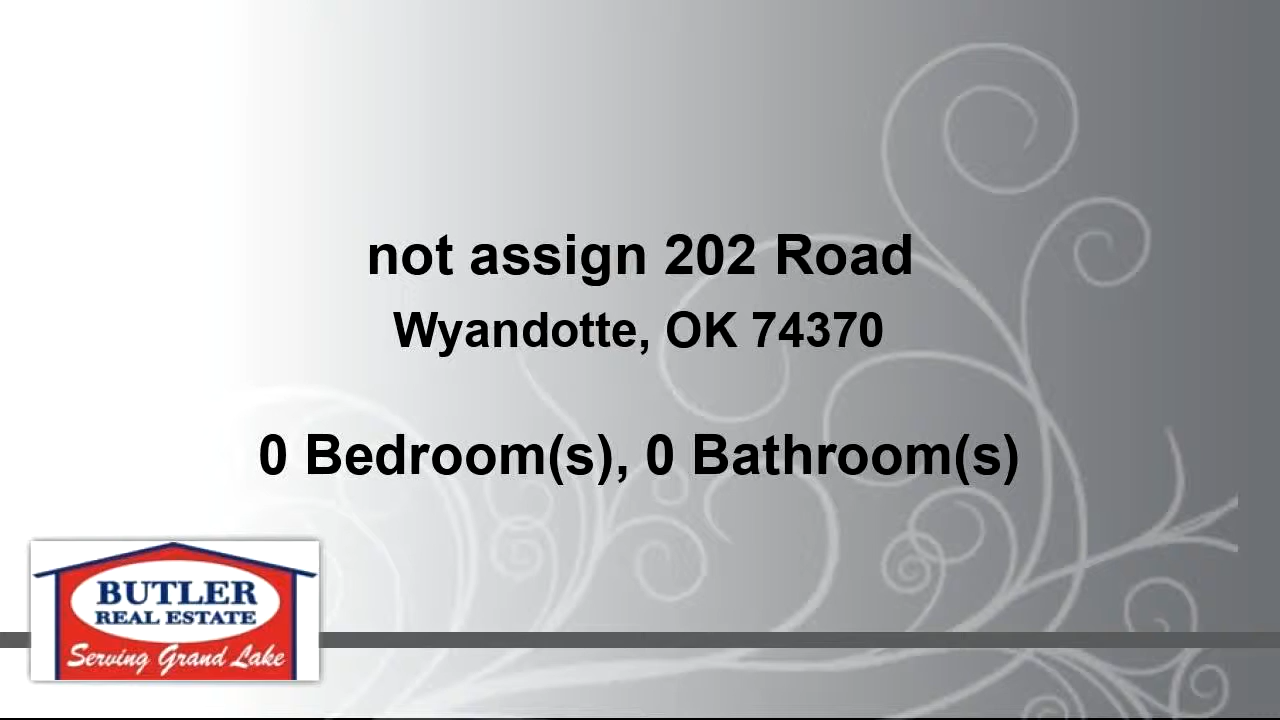 not assign 202 Road
Wyandotte, OK 74370
0 Bedroom(s), 0 Bathroom(s)
BUTLER
REAL ESTATE
Serving Grand Lake